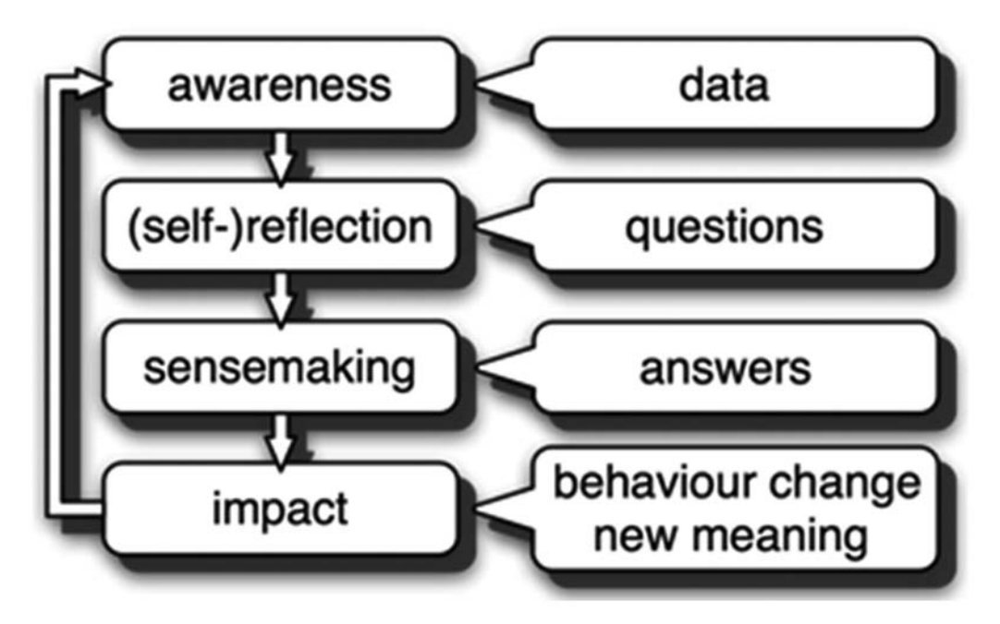 awareness
data
(self-)reflection
questions
sensemaking
answers
impact
behaviour change
new meaning